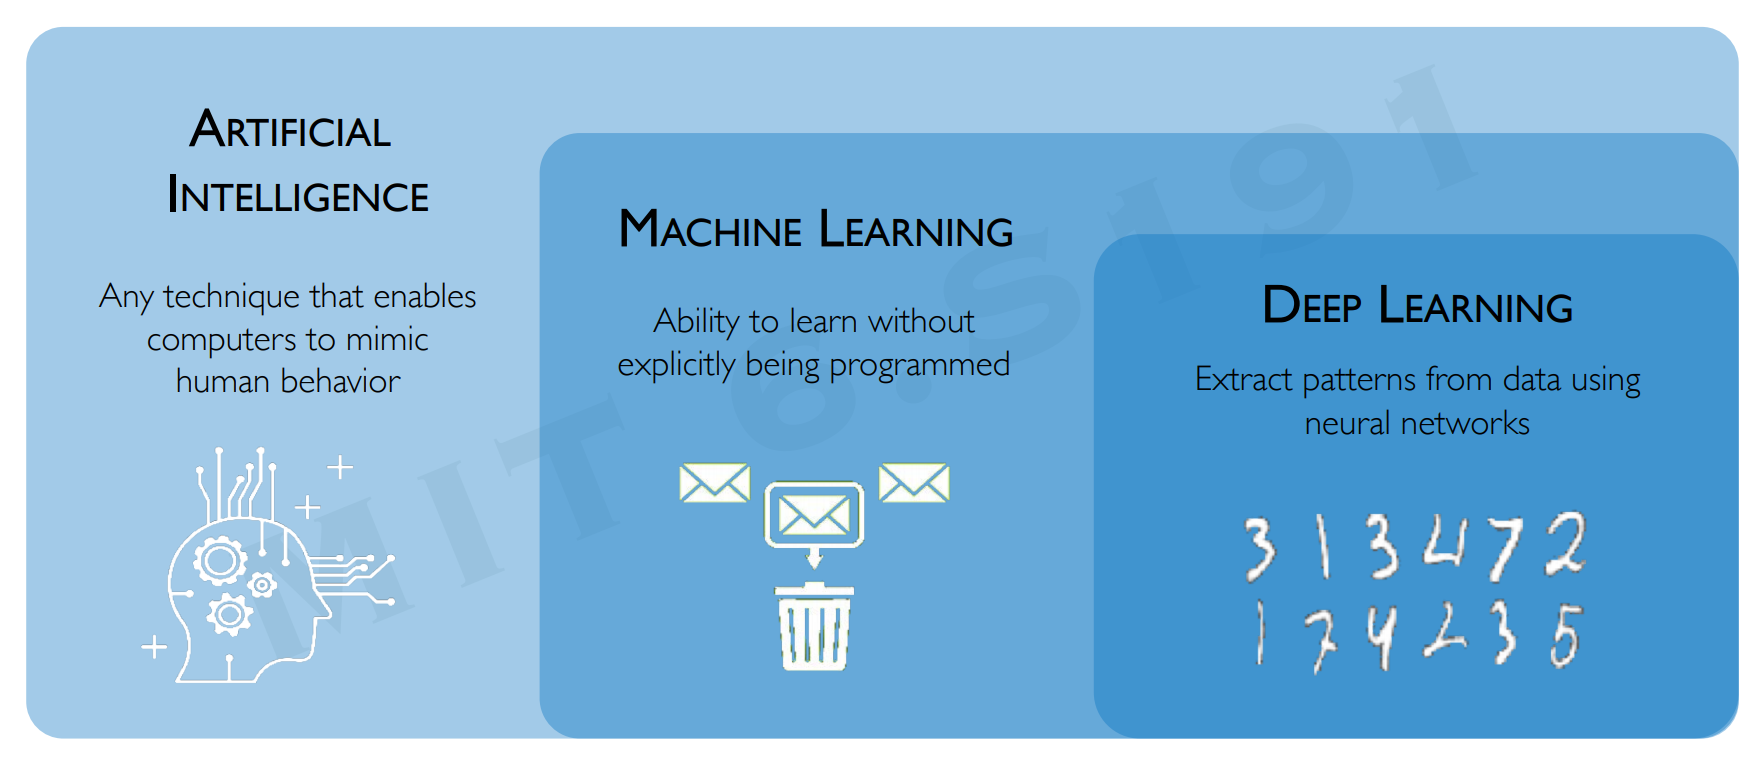 ARTIFICIAL
INTELLIGENCE
Any technique that enables
computers to mimic
human behavior
MACHINE LEARNING
Ability to learn without
explicitly being programmed
DEEP LEARNING
Extract patterns from data using
neural networks
3 1 3 4 7 2
1 7 4 2 3 5
MIT 6.S191